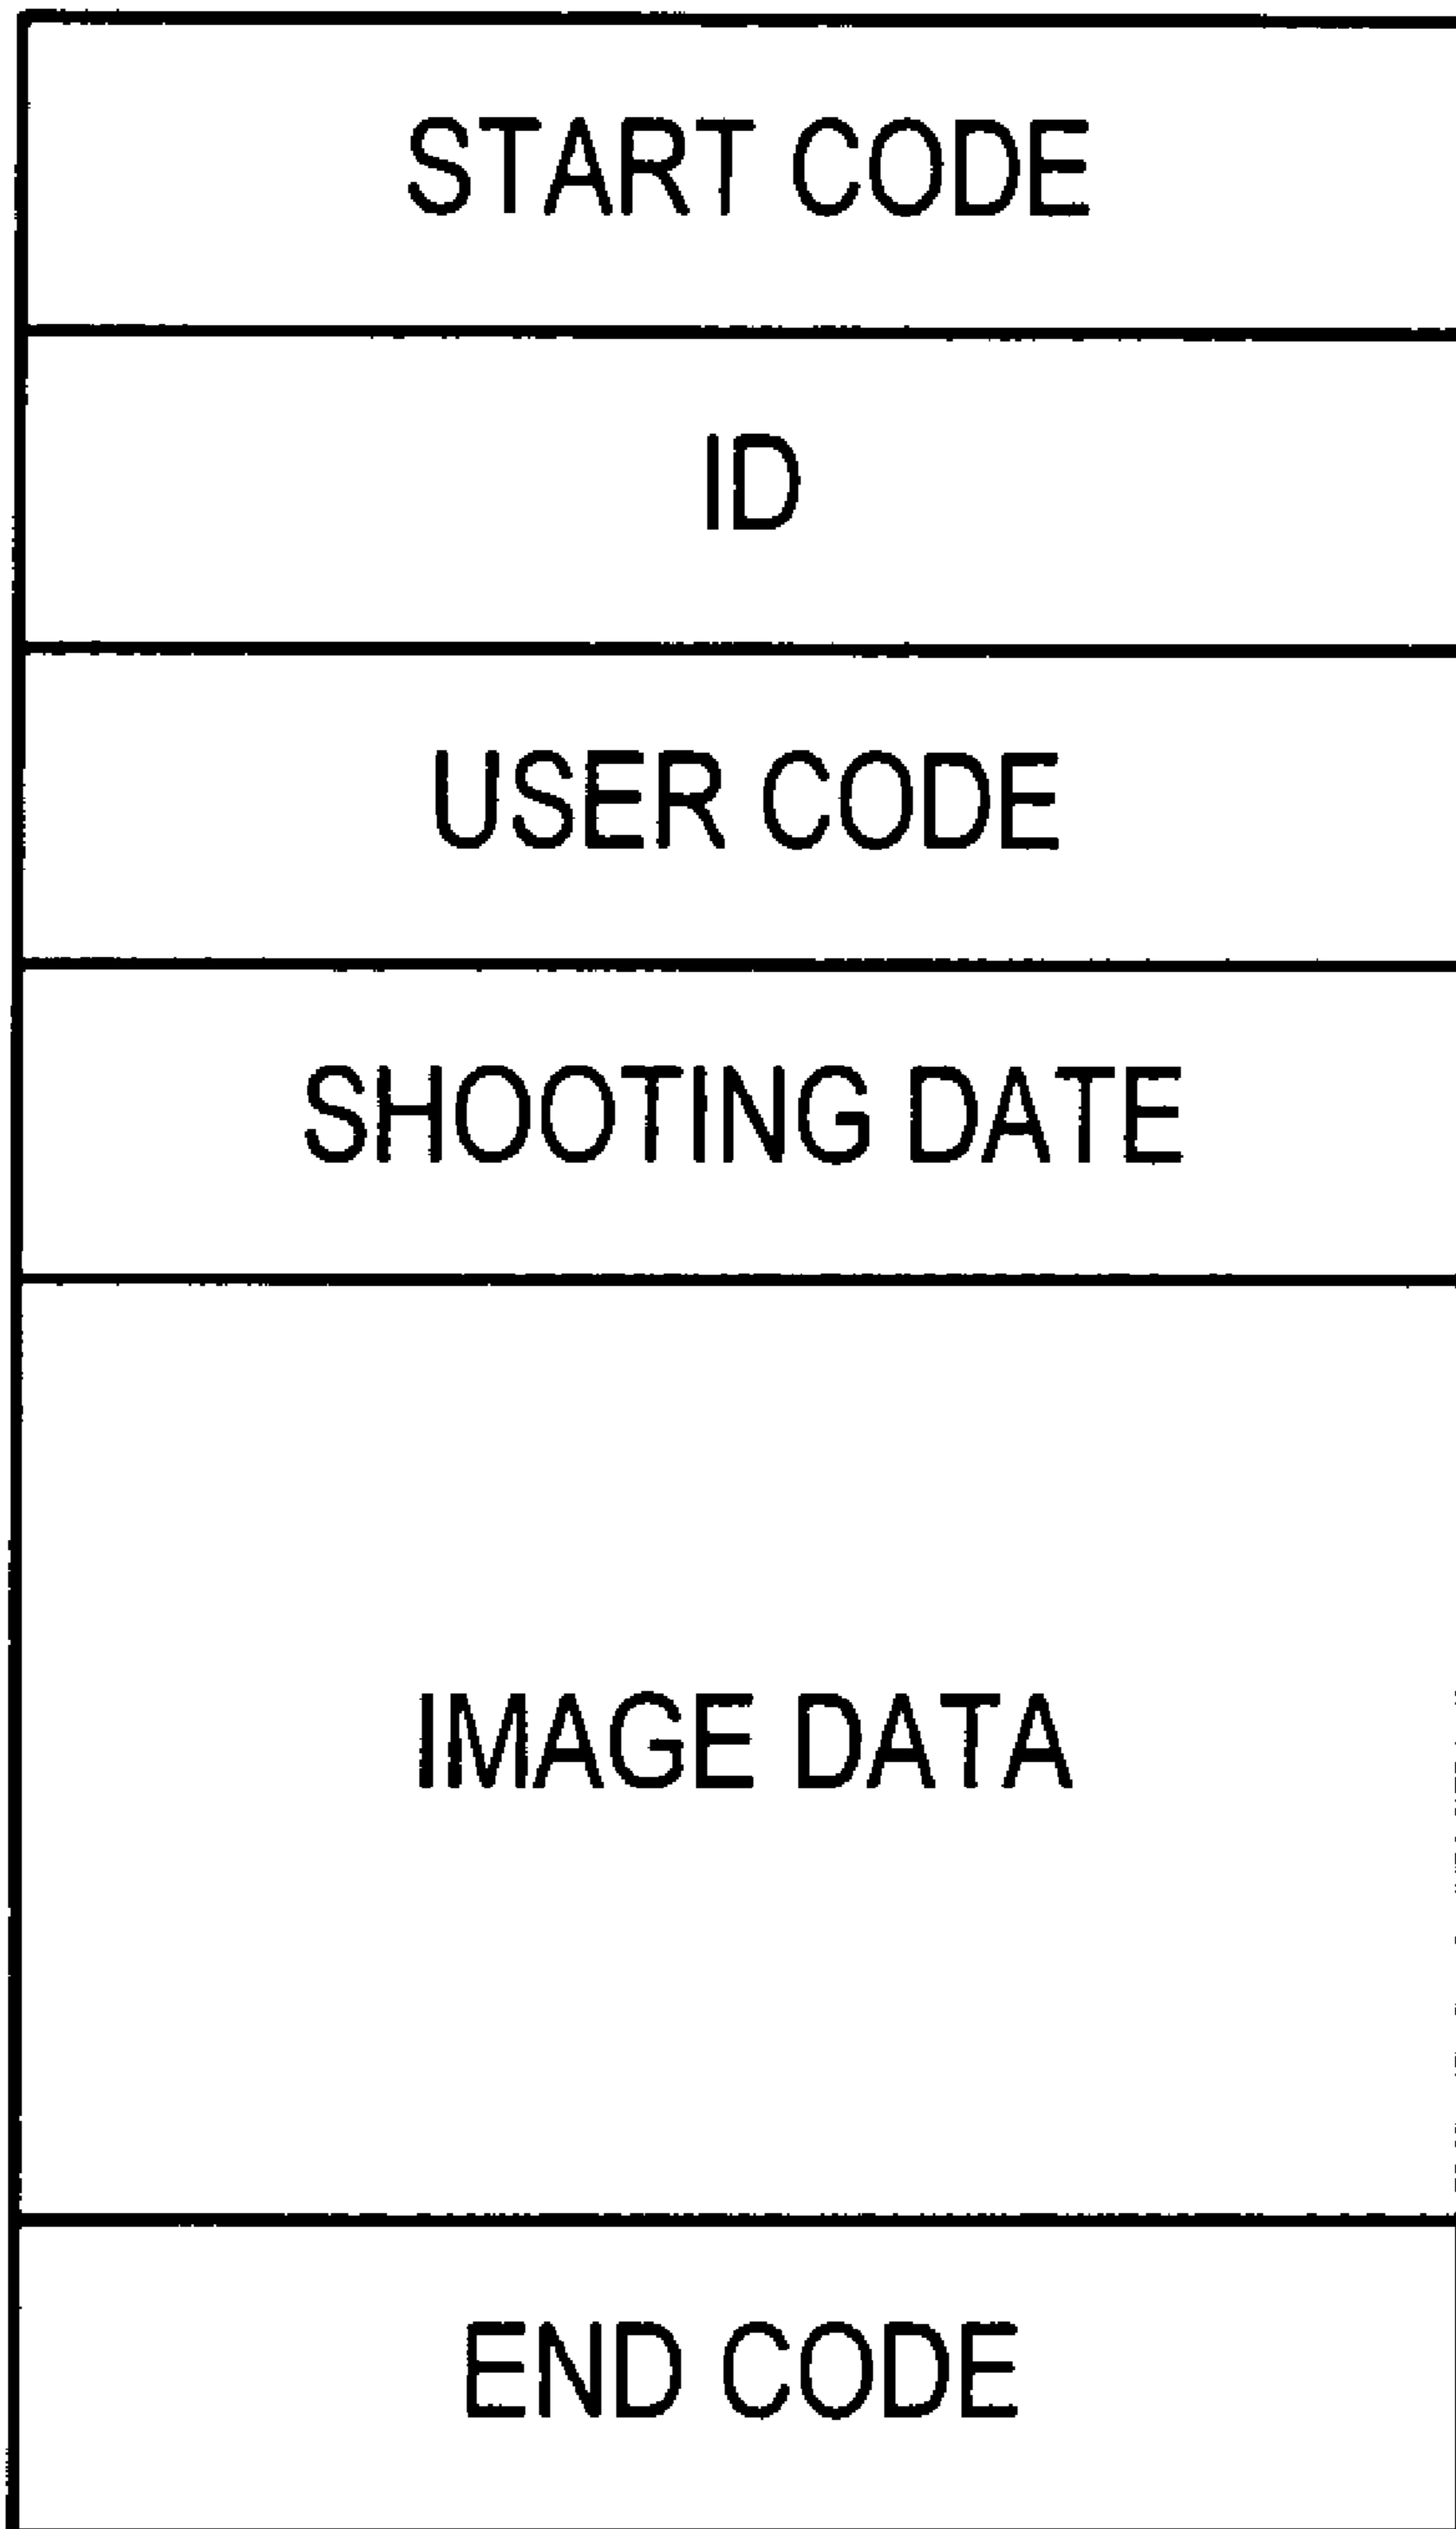 START CODE
ID
USER CODE
SHOOTING DATE
IMAGE DATA
END CODE